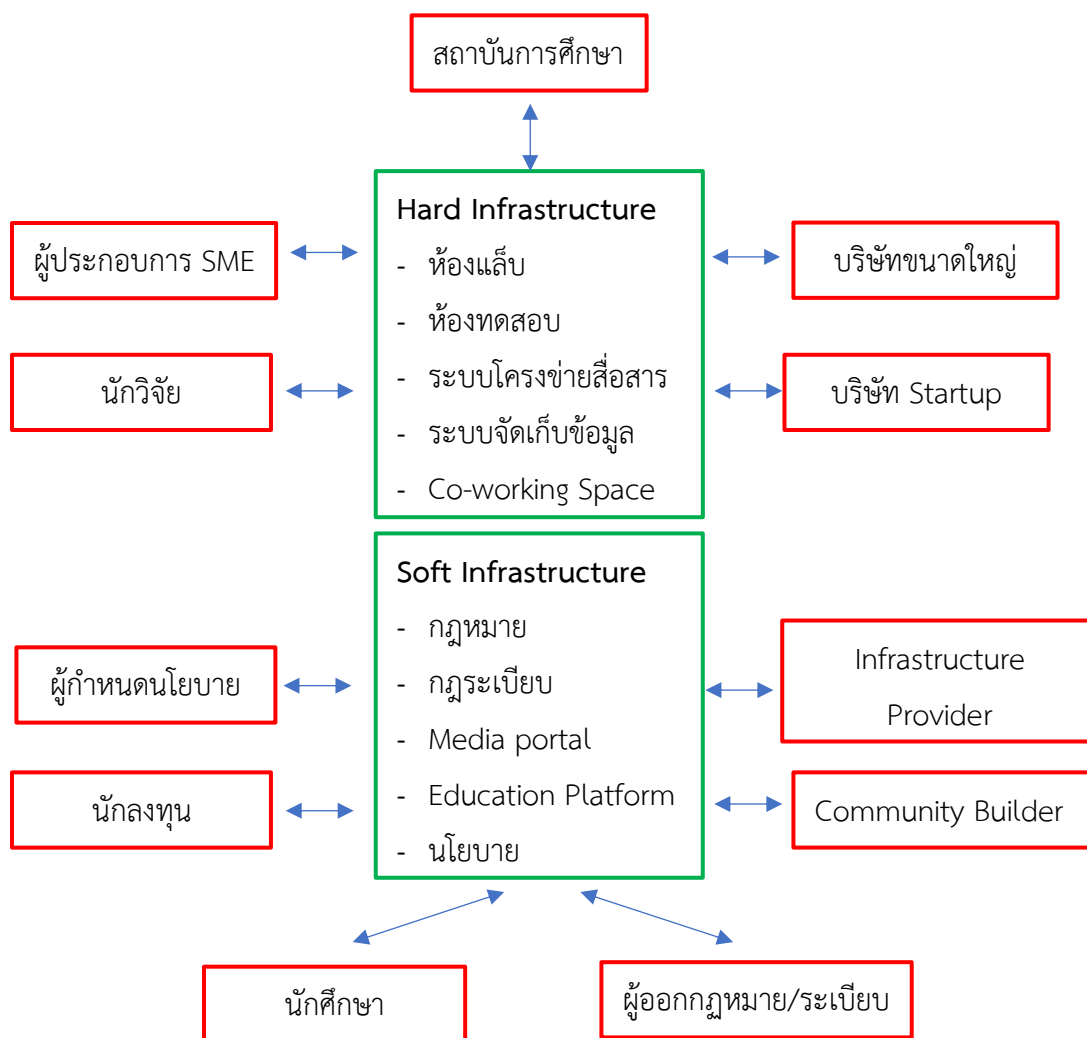 สถาบันการศึกษา
Hard Infrastructure
- ห้องแล็บ
- ห้องทดสอบ
- ระบบโครงข่ายสื่อสาร
- ระบบจัดเก็บข้อมูล
- Co-working Space
ผู้ประกอบการ SME
นักวิจัย
บริษัทขนาดใหญ่
บริษัท Startup
Soft Infrastructure
- กฎหมาย
- กฎระเบียบ
- Media portal
- Education Platform
- นโยบาย
ผู้กำหนดนโยบาย
นักลงทุน
Infrastructure
Provider
Community Builder
นักศึกษา
ผู้ออกกฏหมาย/ระเบียบ